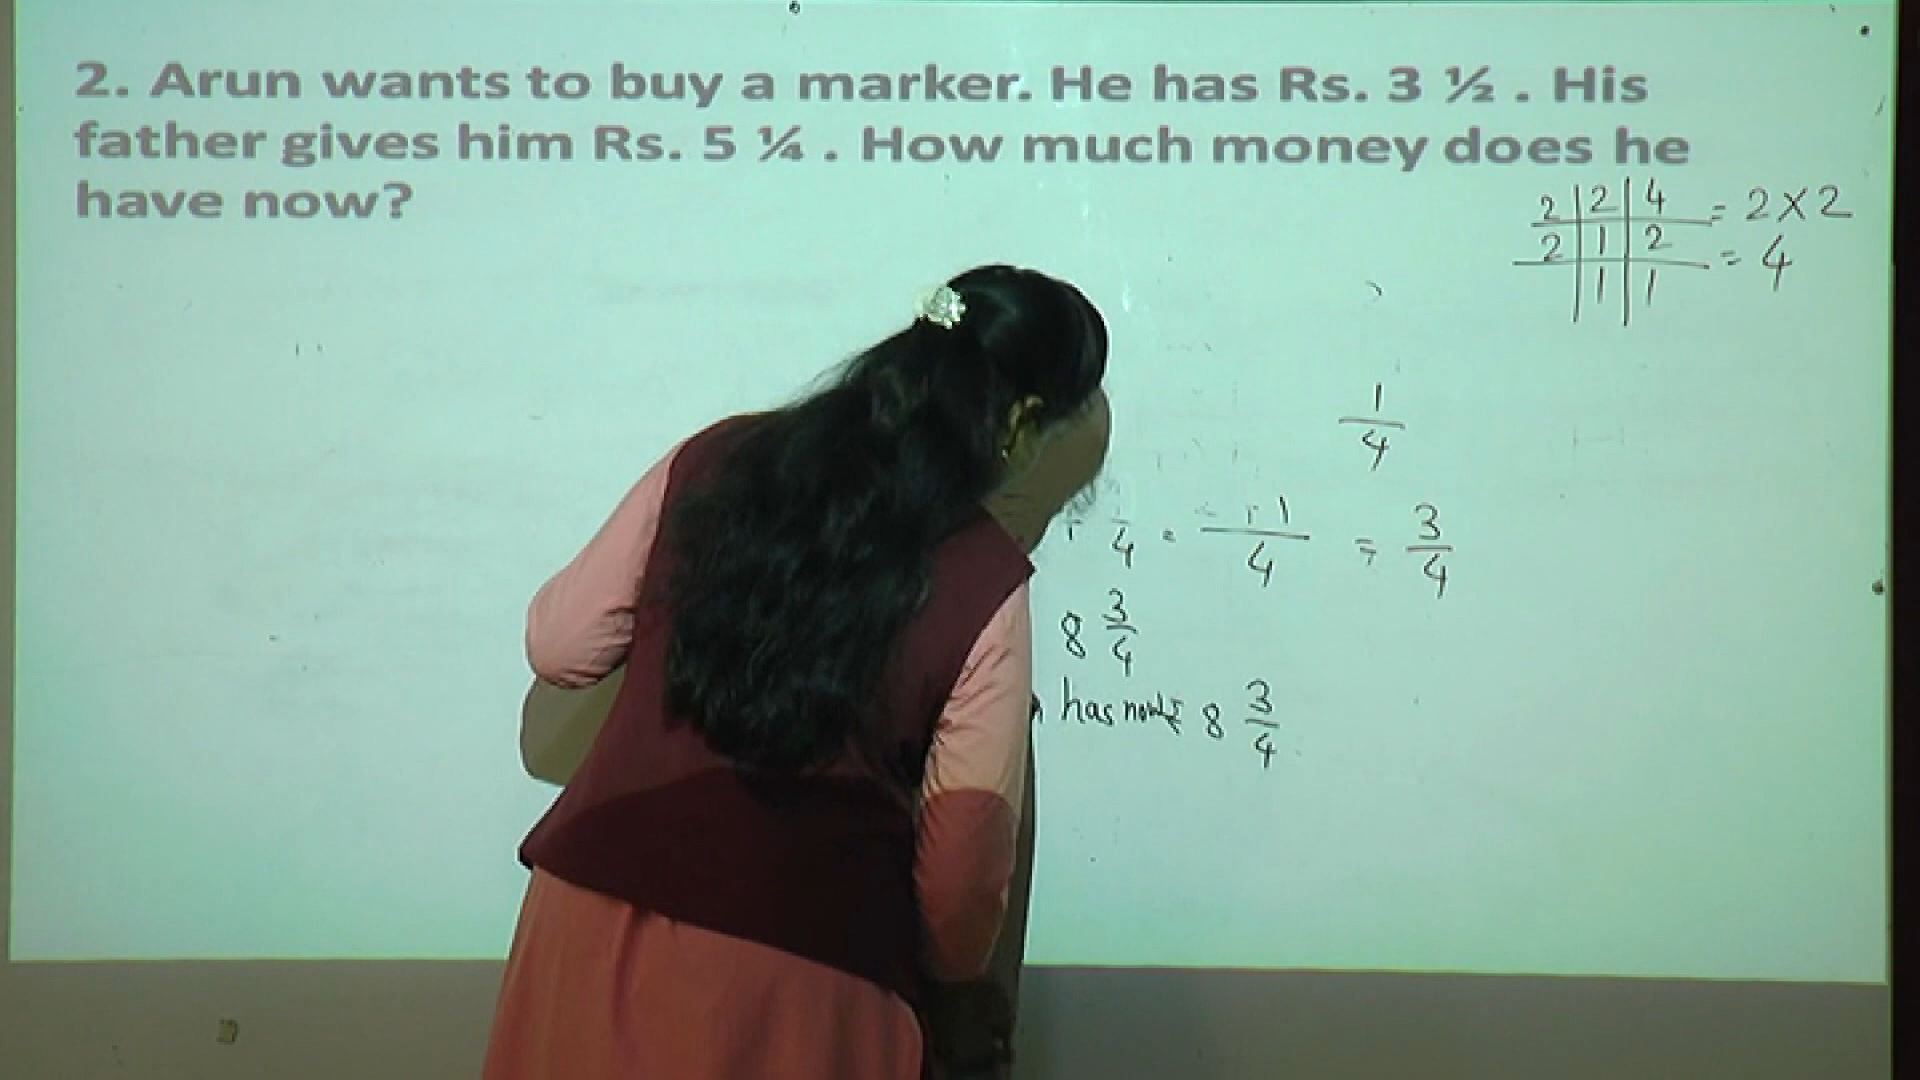 2. Arun wants to buy a marker. He has Rs. 3 ½ . His
father gives him Rs. 5 ¼ . How much money does he
have now?
2 | 2 | 4 = 2 × 2
2 | 1 | 2 = 4
1 | 1
1/4
/4 = +1/4 = 3/4
8 3/4
has now ₹ 8 3/4